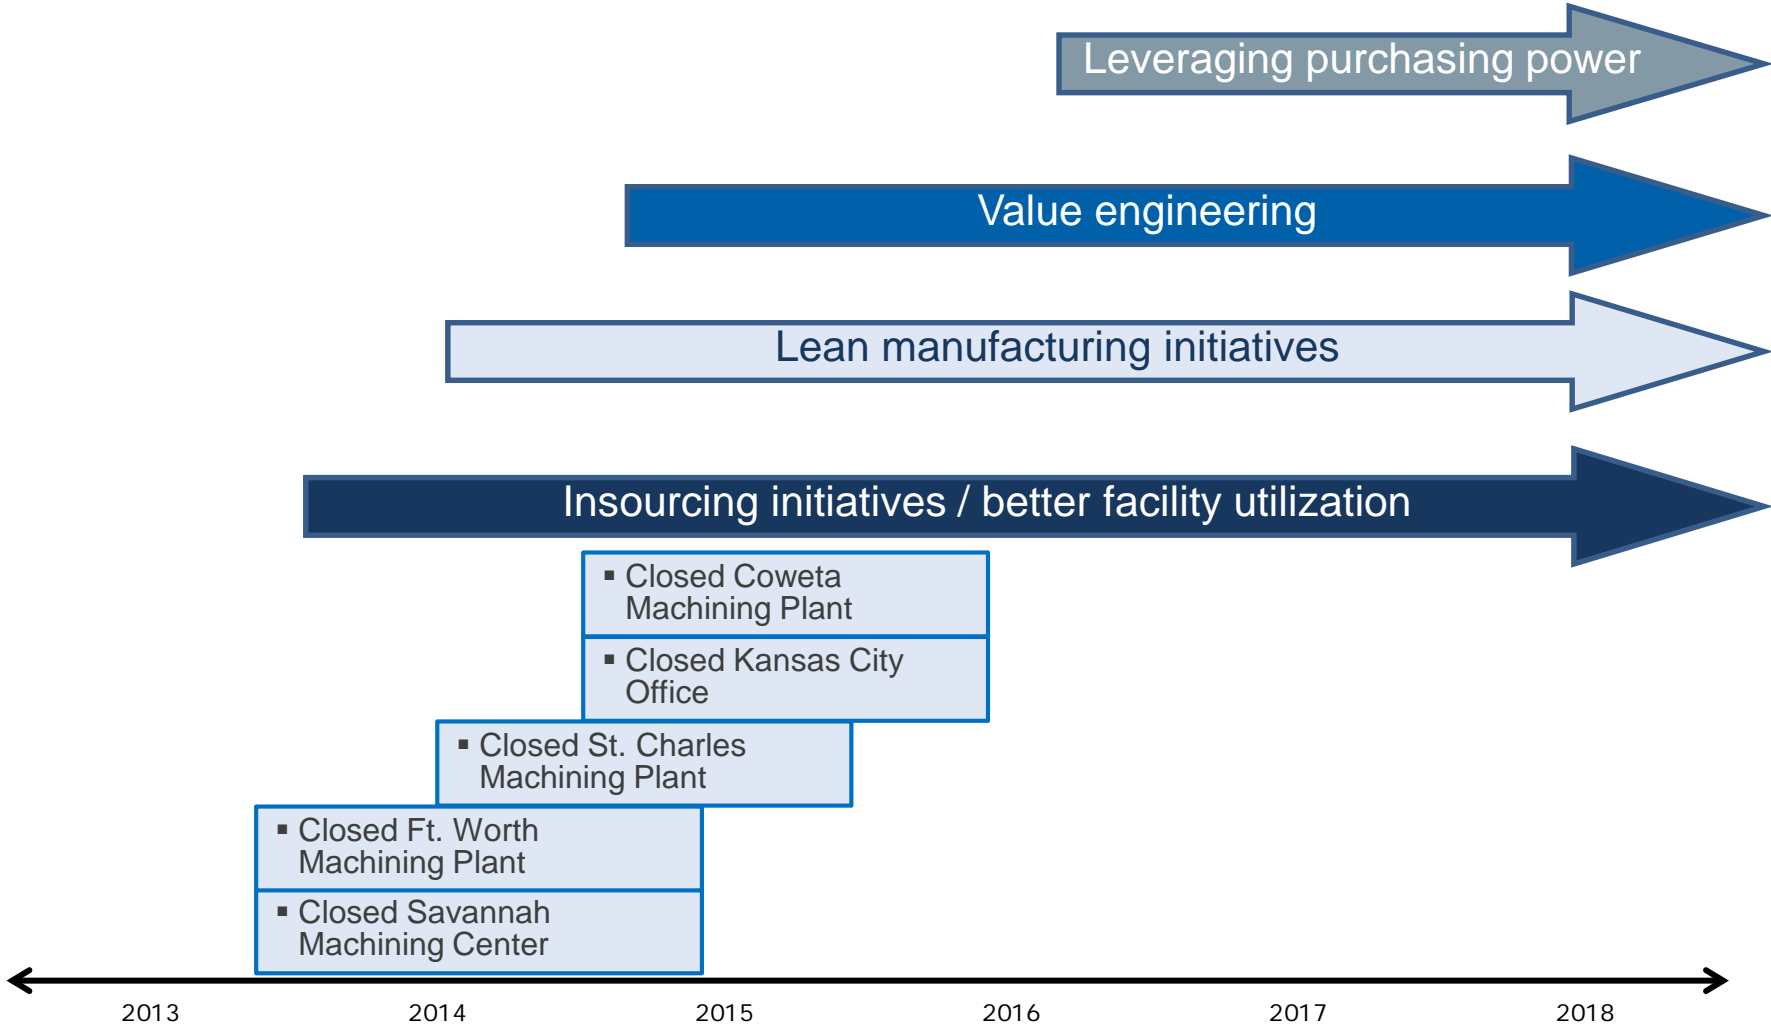 Leveraging purchasing power
Value engineering
Lean manufacturing initiatives
Insourcing initiatives / better facility utilization
▪ Closed Coweta
Machining Plant
▪ Closed Kansas City
Office
▪ Closed St. Charles
Machining Plant
▪ Closed Ft. Worth
Machining Plant
▪ Closed Savannah
Machining Center
2013 2014 2015 2016 2017 2018